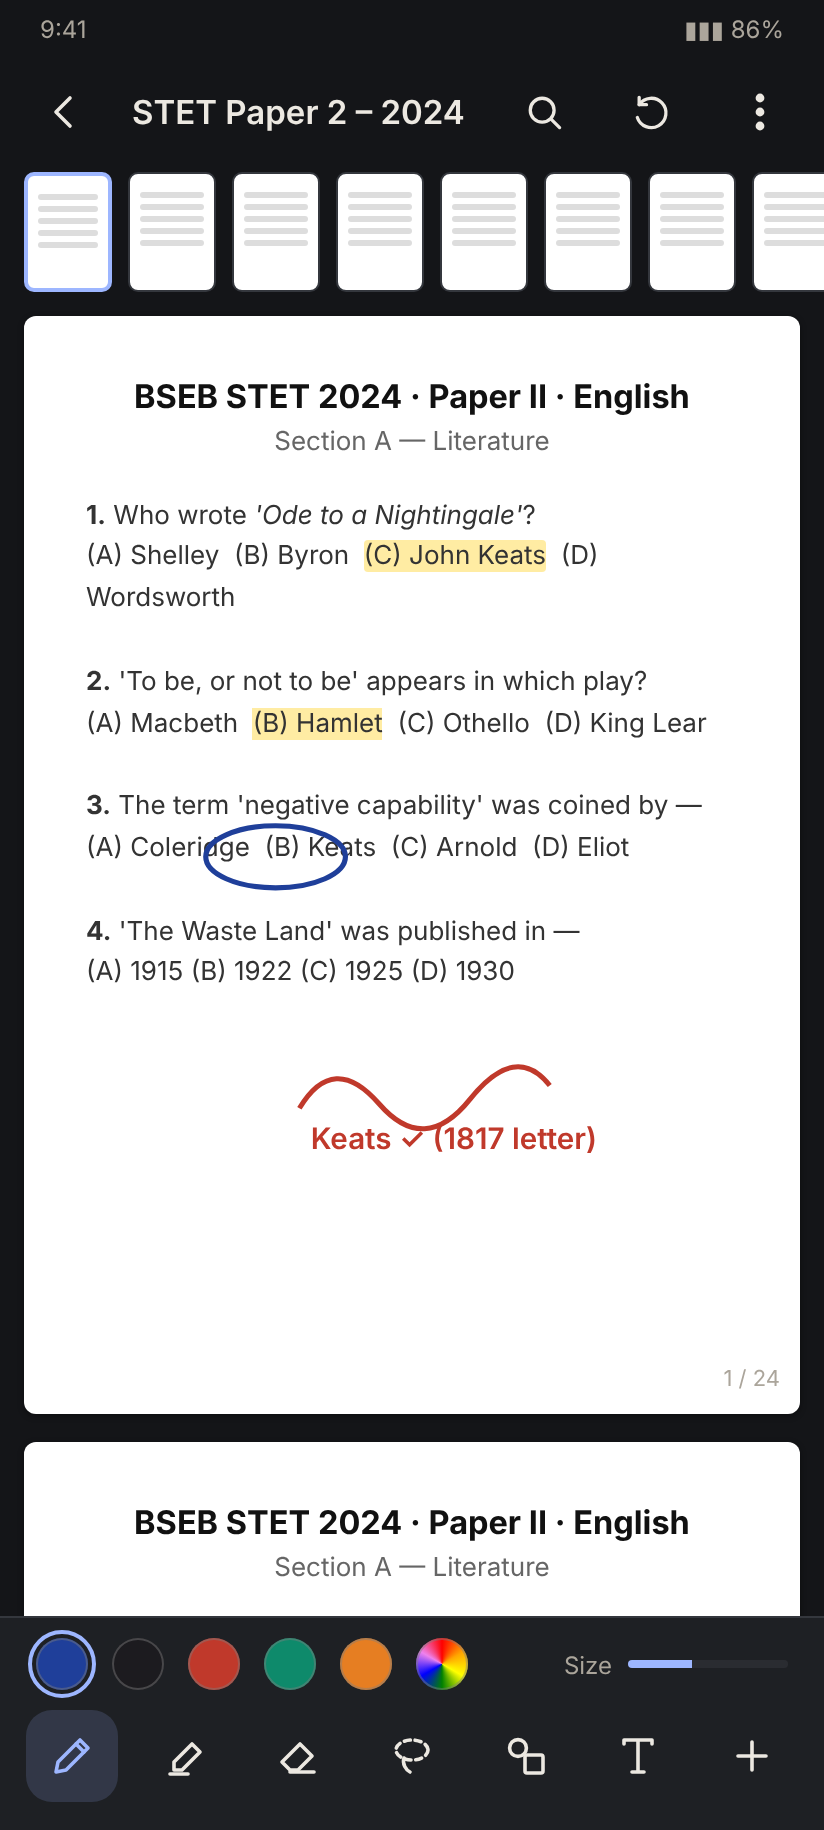 9:41 86%
STET Paper 2 – 2024
BSEB STET 2024 · Paper II · English
Section A — Literature
1. Who wrote 'Ode to a Nightingale'?
(A) Shelley (B) Byron (C) John Keats (D)
Wordsworth
2. 'To be, or not to be' appears in which play?
(A) Macbeth (B) Hamlet (C) Othello (D) King Lear
3. The term 'negative capability' was coined by —
(A) Coleridge (B) Keats (C) Arnold (D) Eliot
4. 'The Waste Land' was published in —
(A) 1915 (B) 1922 (C) 1925 (D) 1930
Keats ✓ (1817 letter)
1 / 24
BSEB STET 2024 · Paper II · English
Section A — Literature
Size